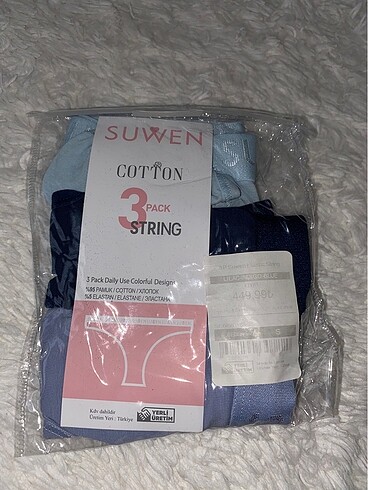 SUWEN
COTTON
3 PACK
STRING
3 Pack Daily Use Colorful Designs
%95 PAMUK / COTTON / ХЛОПОК
%5 ELASTAN / ELASTANE / ЭЛАСТАН
Kdv dahildir
Üretim Yeri : Türkiye
YERLİ
ÜRETİM